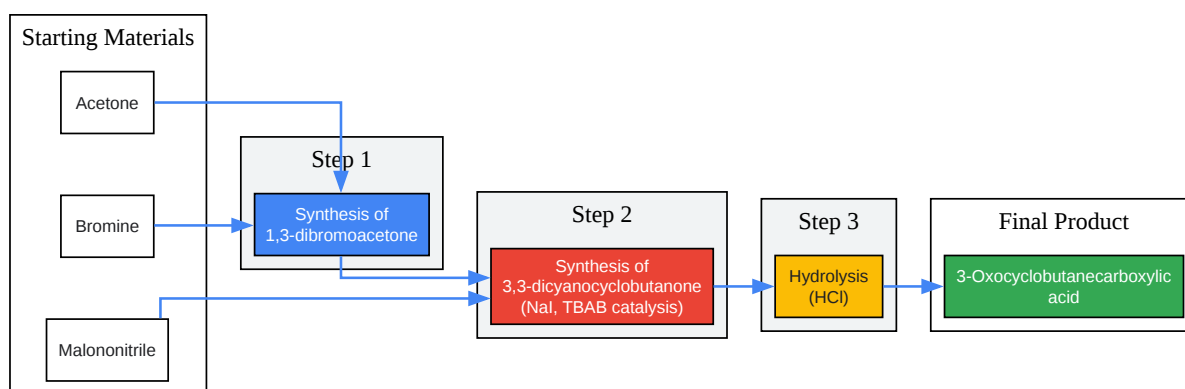 Starting Materials
Acetone
Bromine
Malononitrile
Step 1
Synthesis of
1,3-dibromoacetone
Step 2
Synthesis of
3,3-dicyanocyclobutanone
(NaI, TBAB catalysis)
Step 3
Hydrolysis
(HCl)
Final Product
3-Oxocyclobutanecarboxylic
acid